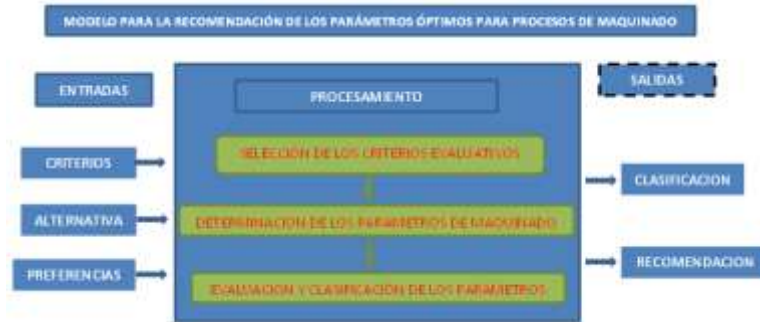 MODELO PARA LA RECOMENDACIÓN DE LOS PARÁMETROS ÓPTIMOS PARA PROCESOS DE MAQUINADO
ENTRADAS
PROCESAMIENTO
SALIDAS
CRITERIOS
SELECCIÓN DE LOS CRITERIOS EVALUATIVOS
CLASIFICACION
ALTERNATIVA
DETERMINACION DE LOS PARAMETROS DE MAQUINADO
PREFERENCIAS
RECOMENDACION
EVALUACION Y CLASIFICACIÓN DE LOS PARAMETROS